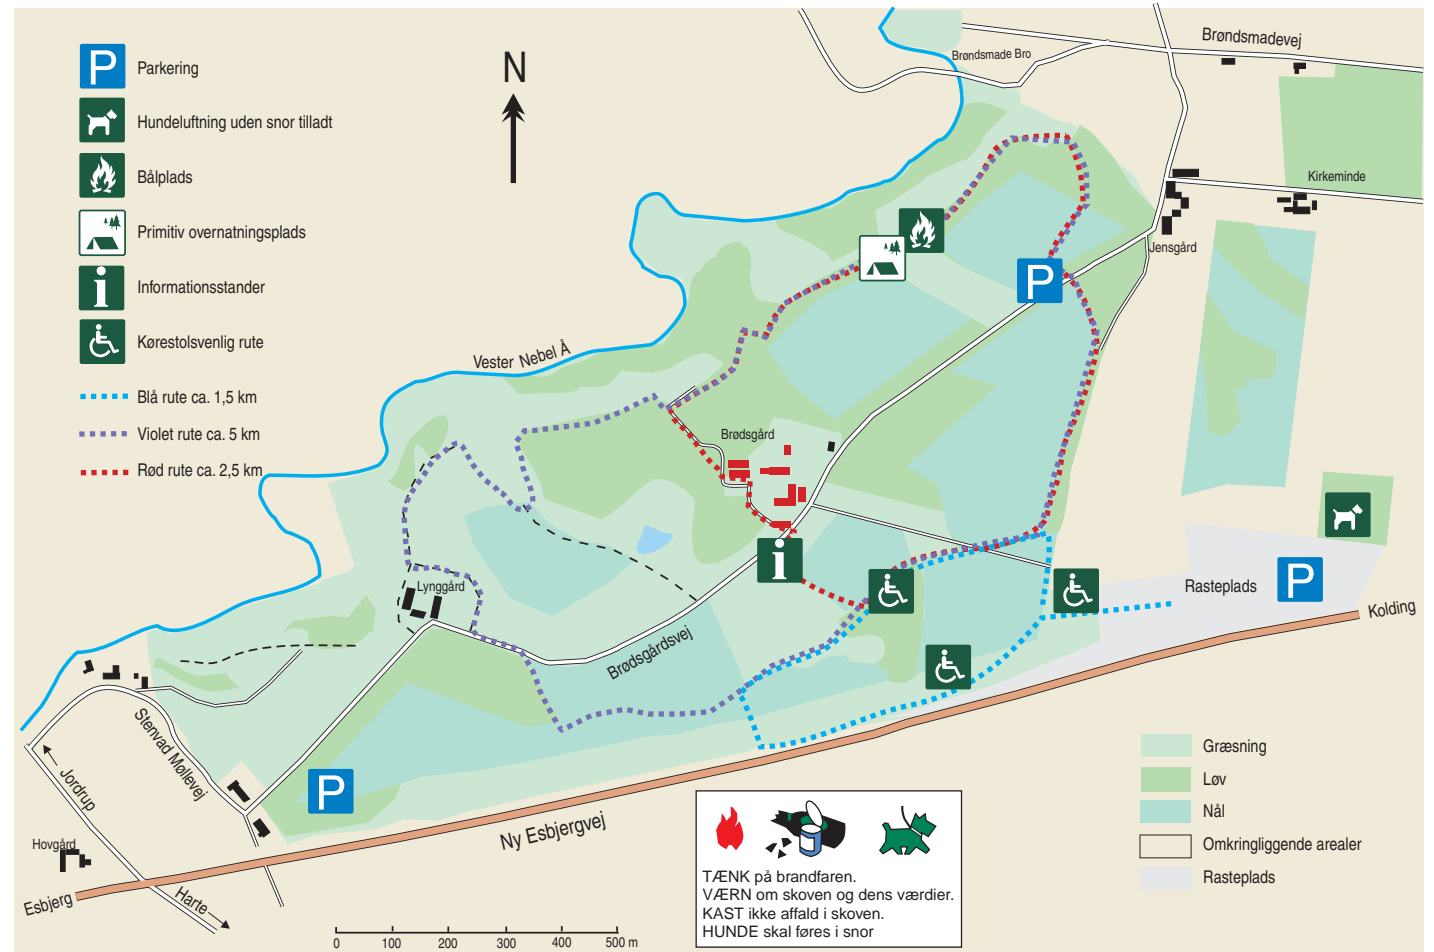 P Parkering
Hundeluftning uden snor tilladt
Bålplads
Primitiv overnatningsplads
i Informationsstander
Kørestolsvenlig rute
Blå rute ca. 1,5 km
Violet rute ca. 5 km
Rød rute ca. 2,5 km
N
Brøndsmadevej
Brøndsmade Bro
Kirkeminde
Jensgård
P
Vester Nebel Å
Brødsgård
i
Lynggård
Brødsgårdsvej
Rasteplads
P
Kolding
Stenvad Møllevej
Jordrup
P
Hovgård
Ny Esbjergvej
Esbjerg
Harte
0 100 200 300 400 500 m
TÆNK på brandfaren.
VÆRN om skoven og dens værdier.
KAST ikke affald i skoven.
HUNDE skal føres i snor
Græsning
Løv
Nål
Omkringliggende arealer
Rasteplads